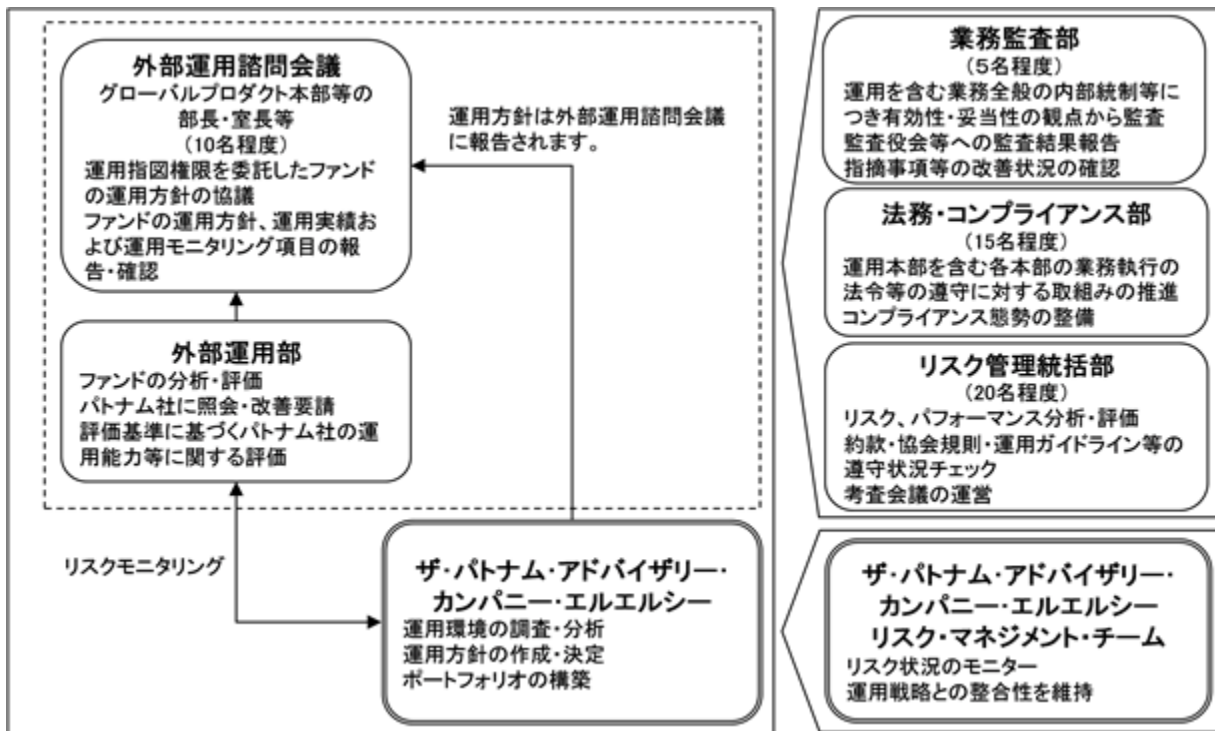 外部運用諮問会議
グローバルプロダクト本部等の
部長・室長等
(10名程度)
運用指図権限を委託したファンド
の運用方針の協議
ファンドの運用方針、運用実績お
よび運用モニタリング項目の報
告・確認
運用方針は外部運用諮問会議
に報告されます。
外部運用部
ファンドの分析・評価
パトナム社に照会・改善要請
評価基準に基づくパトナム社の運
用能力等に関する評価
リスクモニタリング
ザ・パトナム・アドバイザリー・
カンパニー・エルエルシー
運用環境の調査・分析
運用方針の作成・決定
ポートフォリオの構築
業務監査部
(5名程度)
運用を含む業務全般の内部統制等に
つき有効性・妥当性の観点から監査
監査役会等への監査結果報告
指摘事項等の改善状況の確認
法務・コンプライアンス部
(15名程度)
運用本部を含む各本部の業務執行の
法令等の遵守に対する取組みの推進
コンプライアンス態勢の整備
リスク管理統括部
(20名程度)
リスク、パフォーマンス分析・評価
約款・協会規則・運用ガイドライン等の
遵守状況チェック
考査会議の運営
ザ・パトナム・アドバイザリー・
カンパニー・エルエルシー
リスク・マネジメント・チーム
リスク状況のモニター
運用戦略との整合性を維持